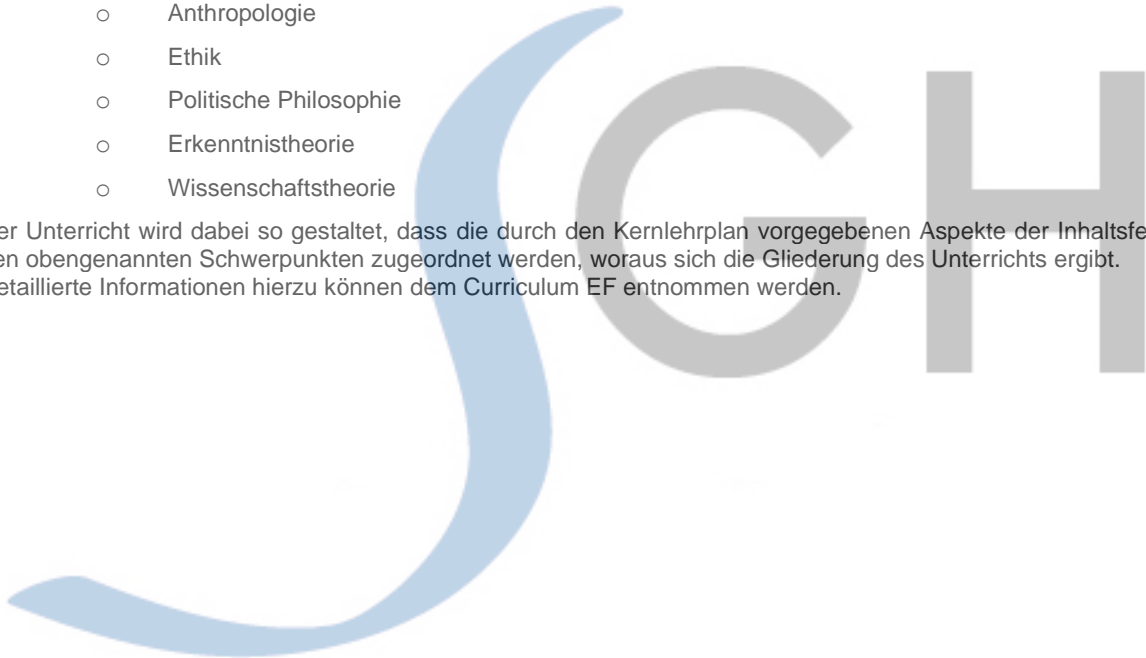 o Anthropologie
o Ethik
o Politische Philosophie
o Erkenntnistheorie
o Wissenschaftstheorie
er Unterricht wird dabei so gestaltet, dass die durch den Kernlehrplan vorgegebenen Aspekte der Inhaltsfe
en obengenannten Schwerpunkten zugeordnet werden, woraus sich die Gliederung des Unterrichts ergibt.
etaillierte Informationen hierzu können dem Curriculum EF entnommen werden.
SGH